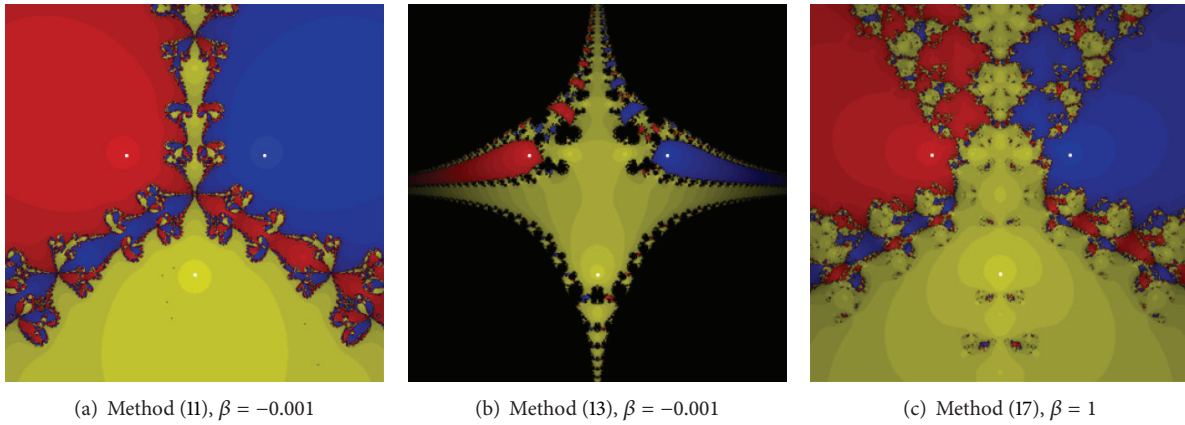 (a) Method (11), β = −0.001
(b) Method (13), β = −0.001
(c) Method (17), β = 1